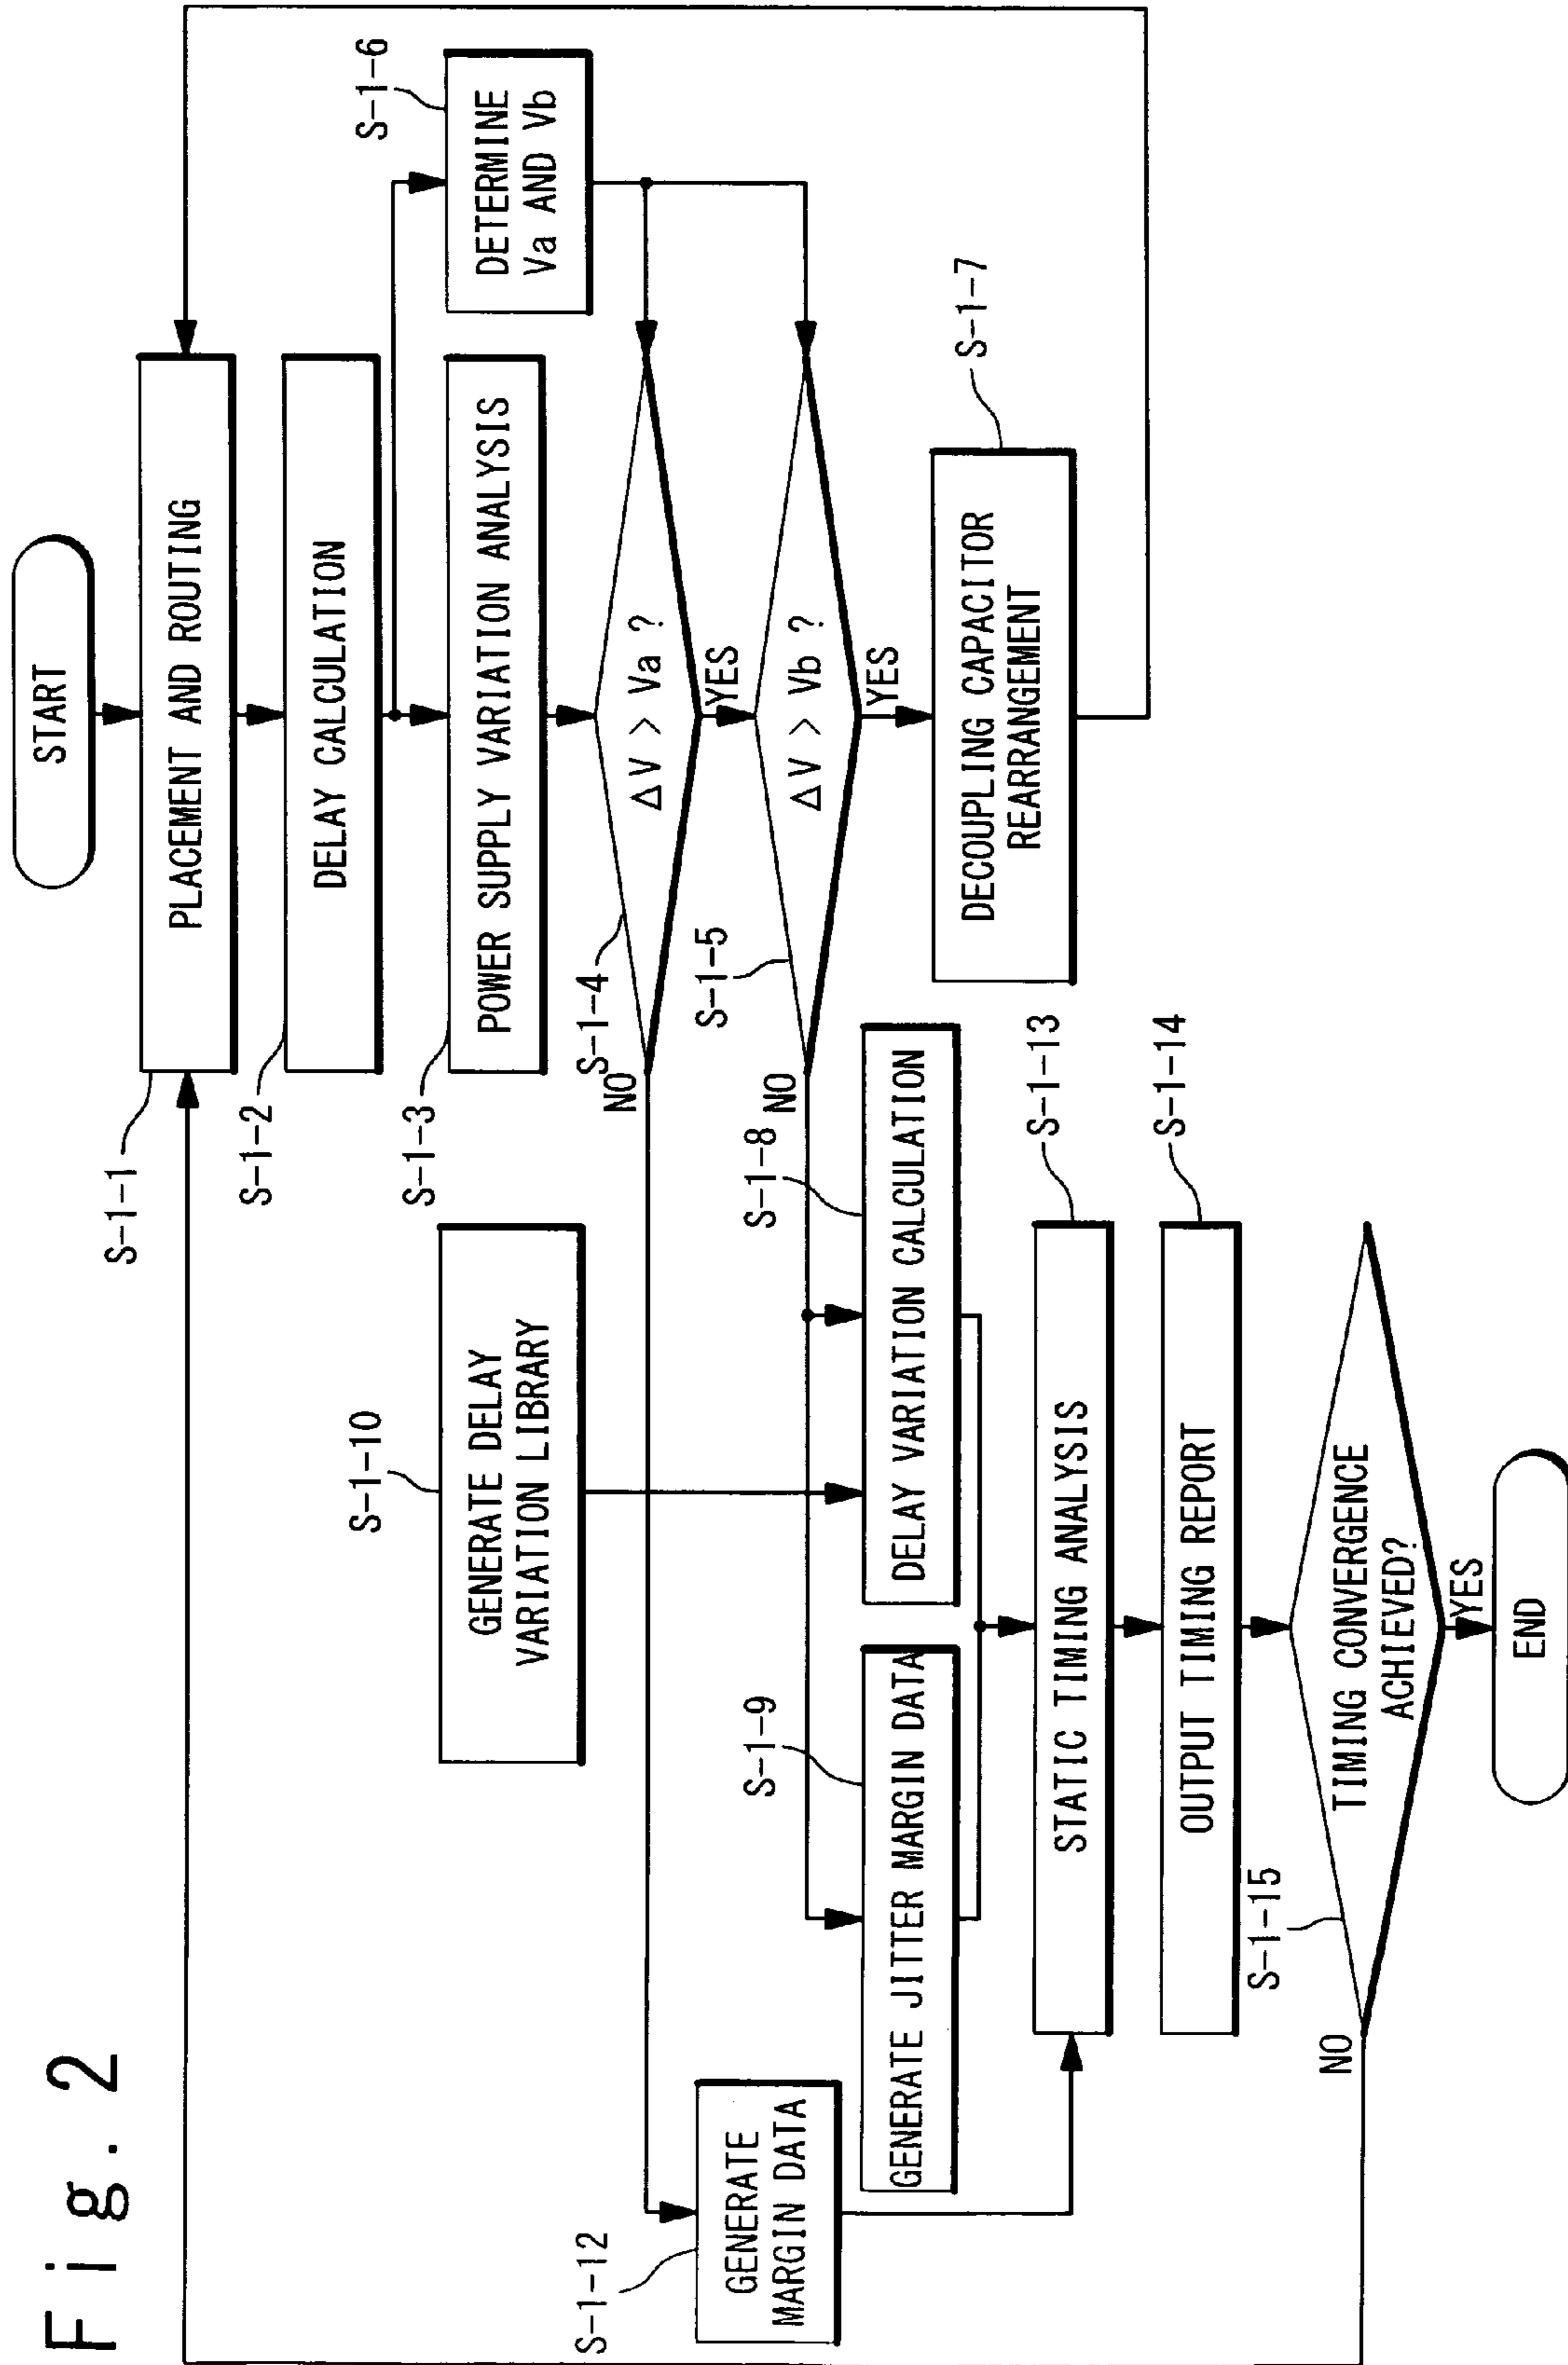 Fig. 2
START
S-1-1
PLACEMENT AND ROUTING
S-1-2
DELAY CALCULATION
S-1-3
POWER SUPPLY VARIATION ANALYSIS
S-1-6
DETERMINE
Va AND Vb
S-1-10
GENERATE DELAY
VARIATION LIBRARY
S-1-4
NO
ΔV > Va ?
YES
S-1-5
NO
ΔV > Vb ?
YES
S-1-12
GENERATE
MARGIN DATA
S-1-9
GENERATE JITTER MARGIN DATA
S-1-8
DELAY VARIATION CALCULATION
S-1-7
DECOUPLING CAPACITOR
REARRANGEMENT
S-1-13
STATIC TIMING ANALYSIS
S-1-14
OUTPUT TIMING REPORT
S-1-15
NO
TIMING CONVERGENCE
ACHIEVED?
YES
END